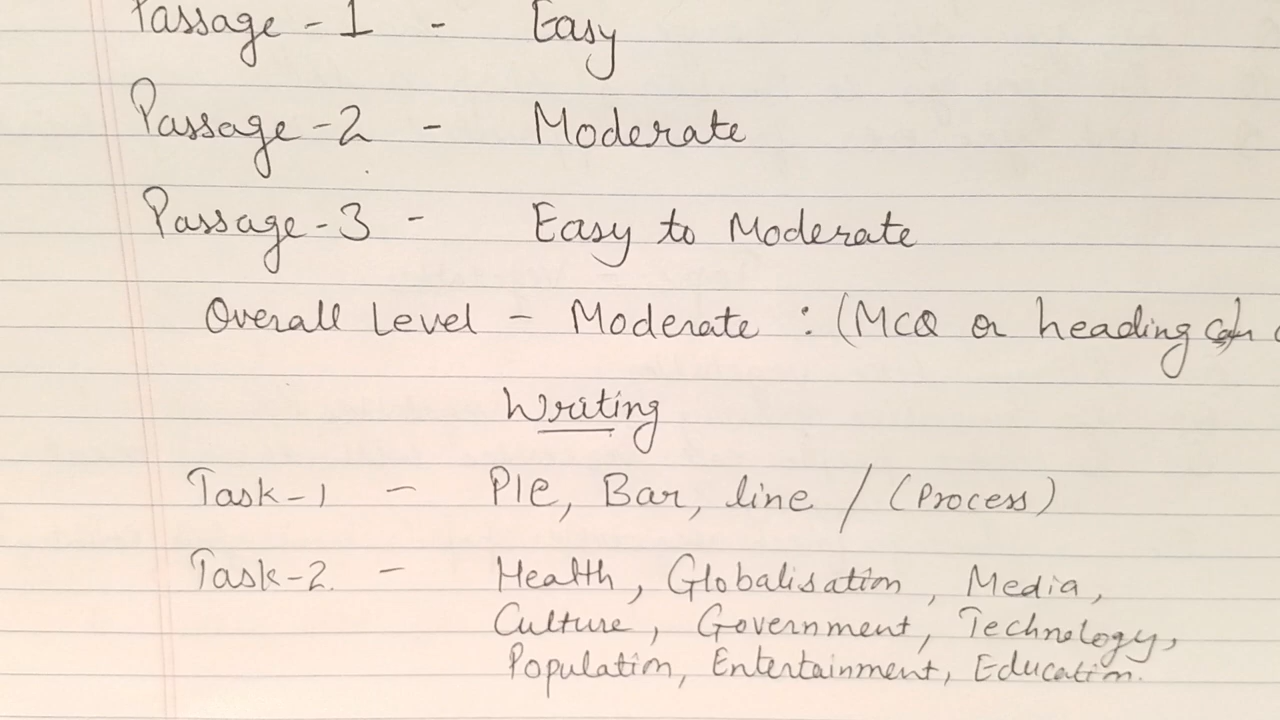 Passage - 1 - Easy
Passage - 2 - Moderate
Passage - 3 - Easy to Moderate
Overall Level - Moderate : (MCQ or heading can
Writing
Task-1 - PIe, Bar, line / (Process)
Task-2. - Health, Globalisation, Media,
Culture, Government, Technology,
Population, Entertainment, Education.